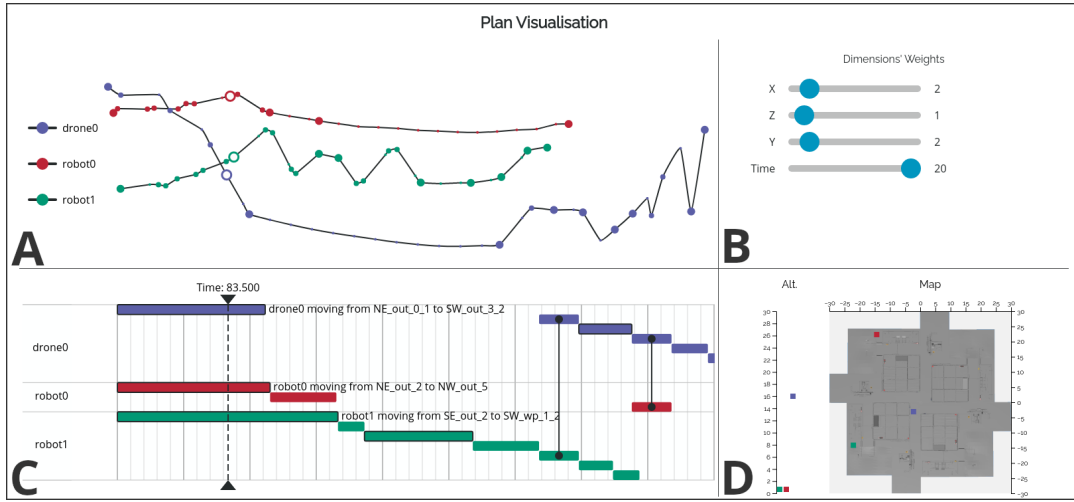 Plan Visualisation
drone0
robot0
robot1
A
Dimensions' Weights
X 2
Z 1
Y 2
Time 20
B
Time: 83.500
drone0 moving from NE_out_0_1 to SW_out_3_2
drone0
robot0 moving from NE_out_2 to NW_out_5
robot0
robot1 moving from SE_out_2 to SW_wp_1_2
robot1
C
Alt. Map
−30 −25 −20 −15 −10 −5 0 5 10 15 20 25 30
30
28
26
24
22
20
18
16
14
12
10
8
6
4
2
0
30
25
20
15
10
5
0
−5
−10
−15
−20
−25
−30
D